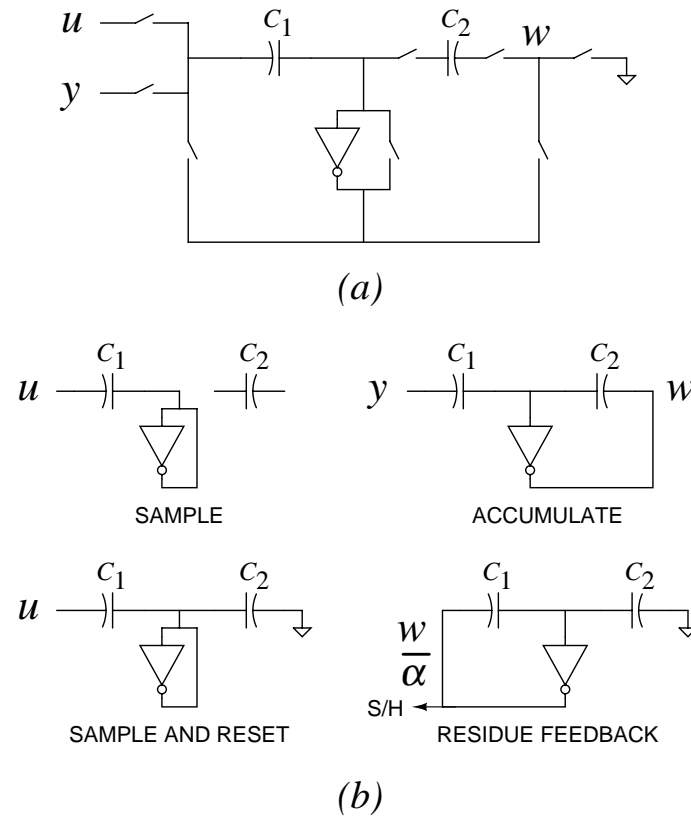 u C1 C2 w
y
(a)
C1 C2 C1 C2
u y w
SAMPLE ACCUMULATE
C1 C2 C1 C2
u w/α
S/H
SAMPLE AND RESET RESIDUE FEEDBACK
(b)